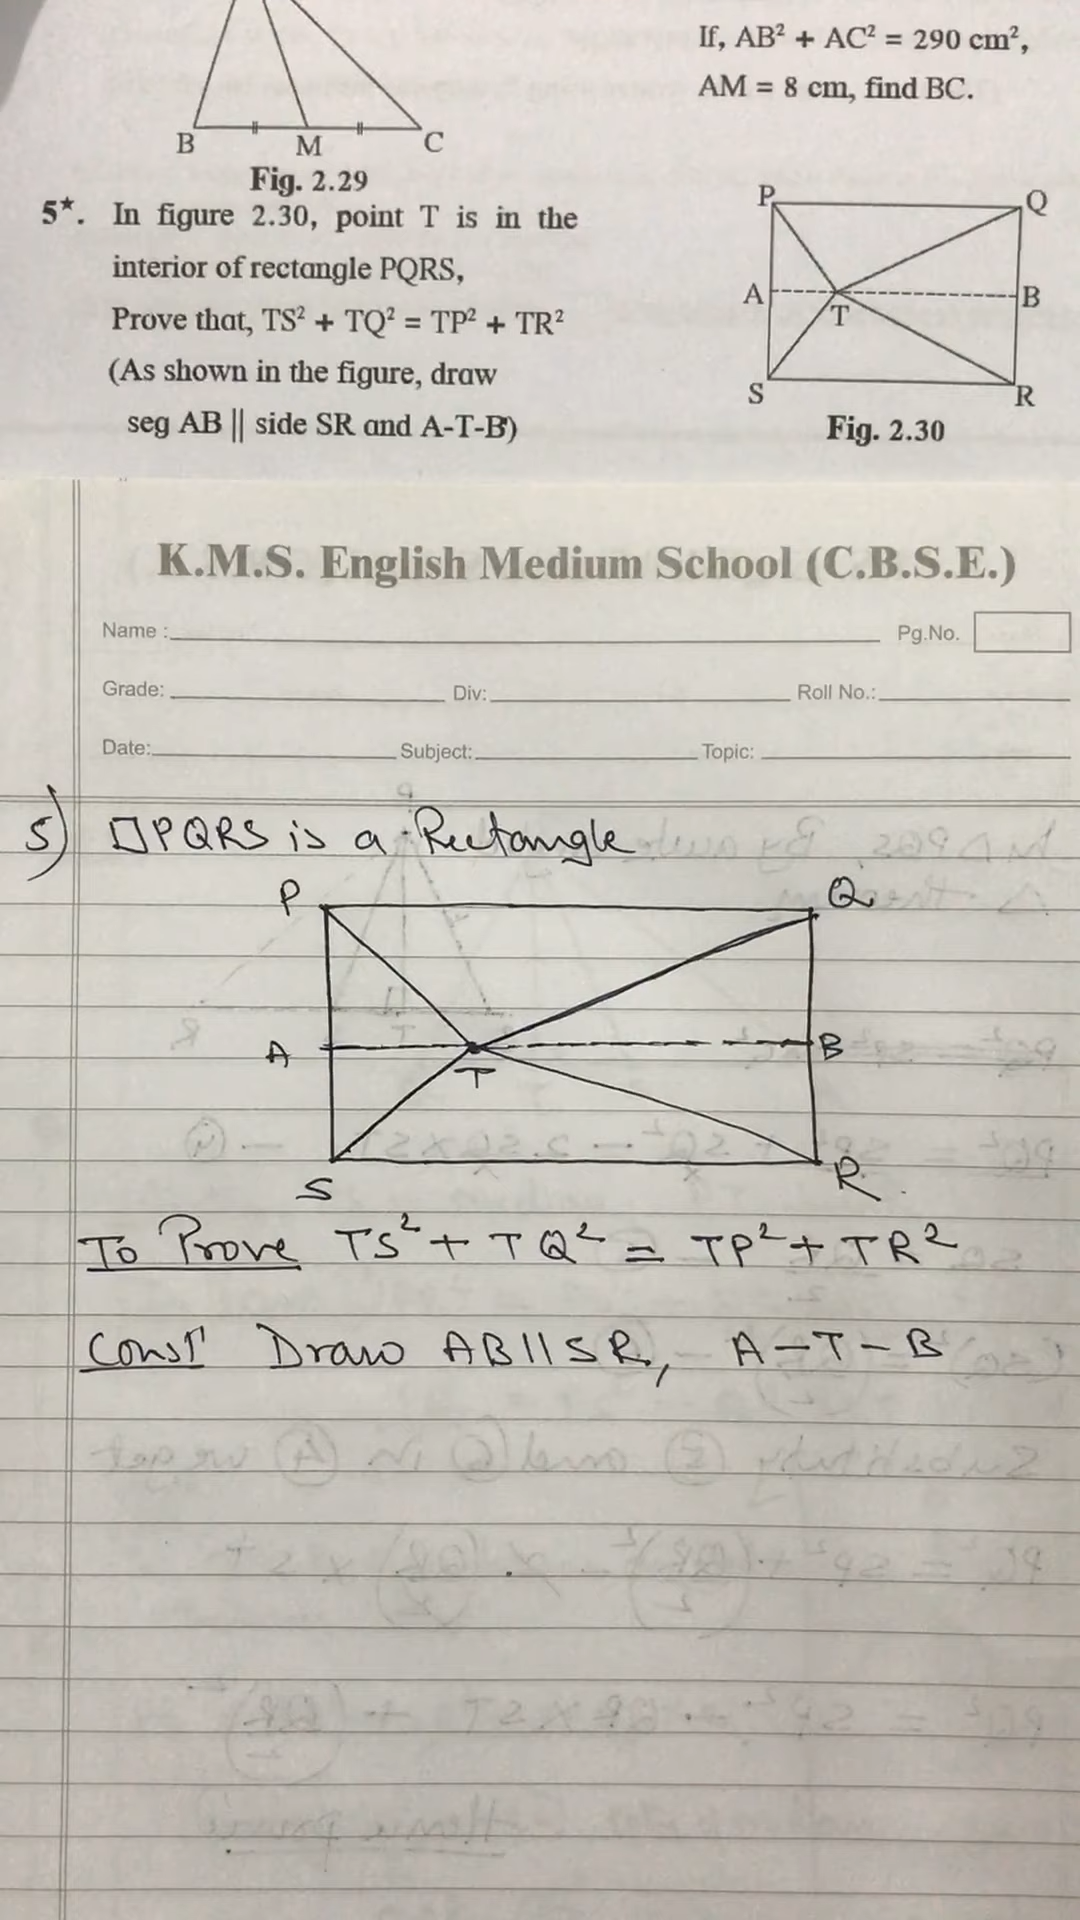 If, AB² + AC² = 290 cm²,
AM = 8 cm, find BC.
B M C
Fig. 2.29
5*. In figure 2.30, point T is in the
interior of rectangle PQRS,
Prove that, TS² + TQ² = TP² + TR²
(As shown in the figure, draw
seg AB || side SR and A-T-B)
P Q
A T B
S R
Fig. 2.30
K.M.S. English Medium School (C.B.S.E.)
Name : Pg.No.
Grade: Div: Roll No.:
Date: Subject: Topic:
5) □PQRS is a Rectangle
P Q
A T B
S R
To Prove TS² + TQ² = TP² + TR²
Const Draw AB || SR, A-T-B